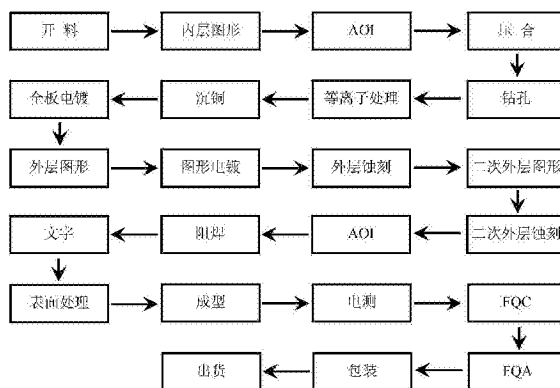 开 料
内层图形
AOI
压 合
钻孔
等离子处理
沉铜
全板电镀
外层图形
图形电镀
外层蚀刻
二次外层图形
二次外层蚀刻
AOI
阻焊
文字
表面处理
成型
电测
FQC
FQA
包装
出货